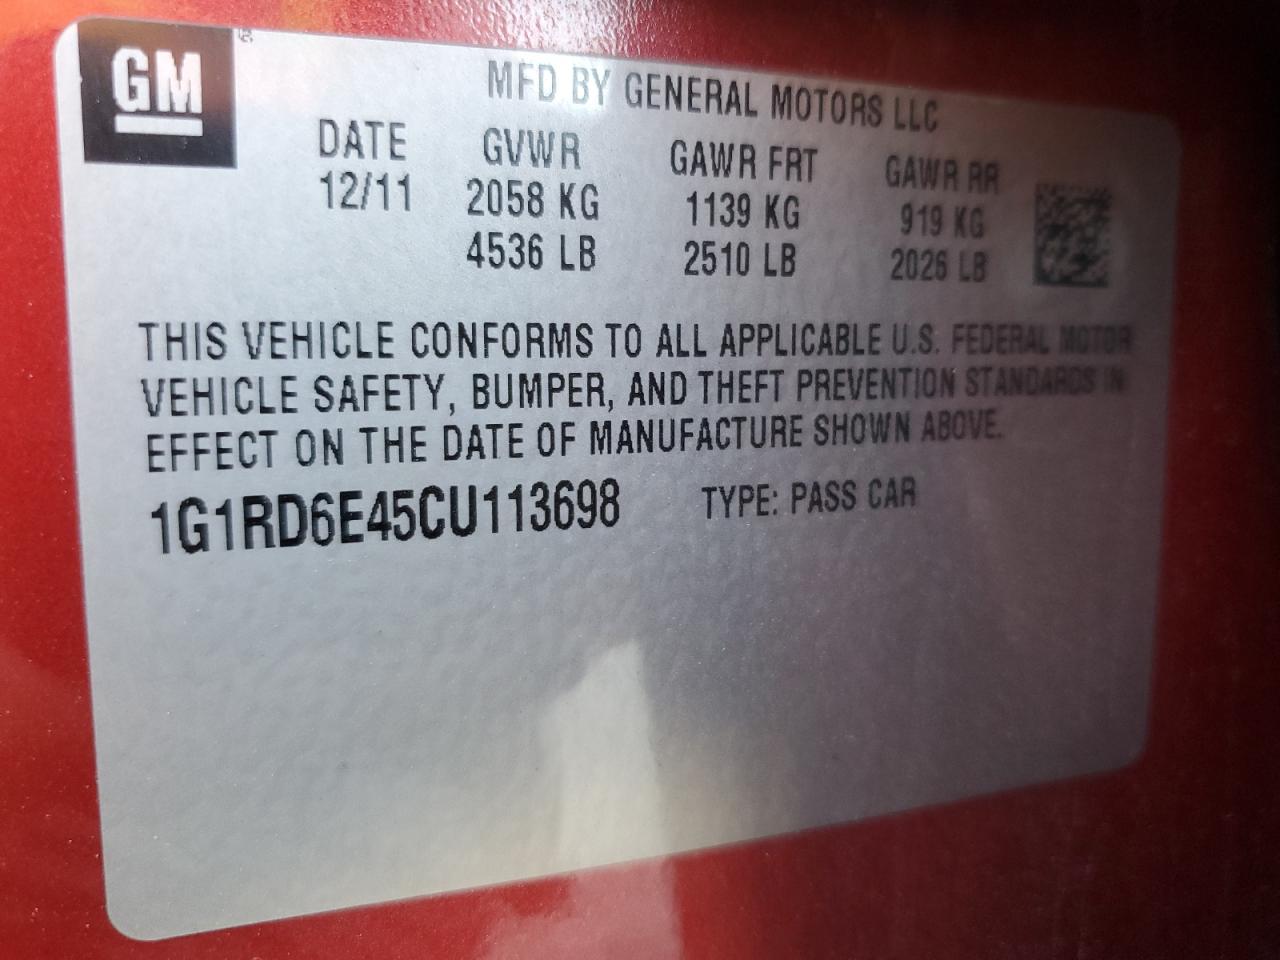 GM
MFD BY GENERAL MOTORS LLC
DATE GVWR GAWR FRT GAWR RR
12/11 2058 KG 1139 KG 919 KG
4536 LB 2510 LB 2026 LB
THIS VEHICLE CONFORMS TO ALL APPLICABLE U.S. FEDERAL MOTOR
VEHICLE SAFETY, BUMPER, AND THEFT PREVENTION STANDARDS IN
EFFECT ON THE DATE OF MANUFACTURE SHOWN ABOVE.
1G1RD6E45CU113698 TYPE: PASS CAR